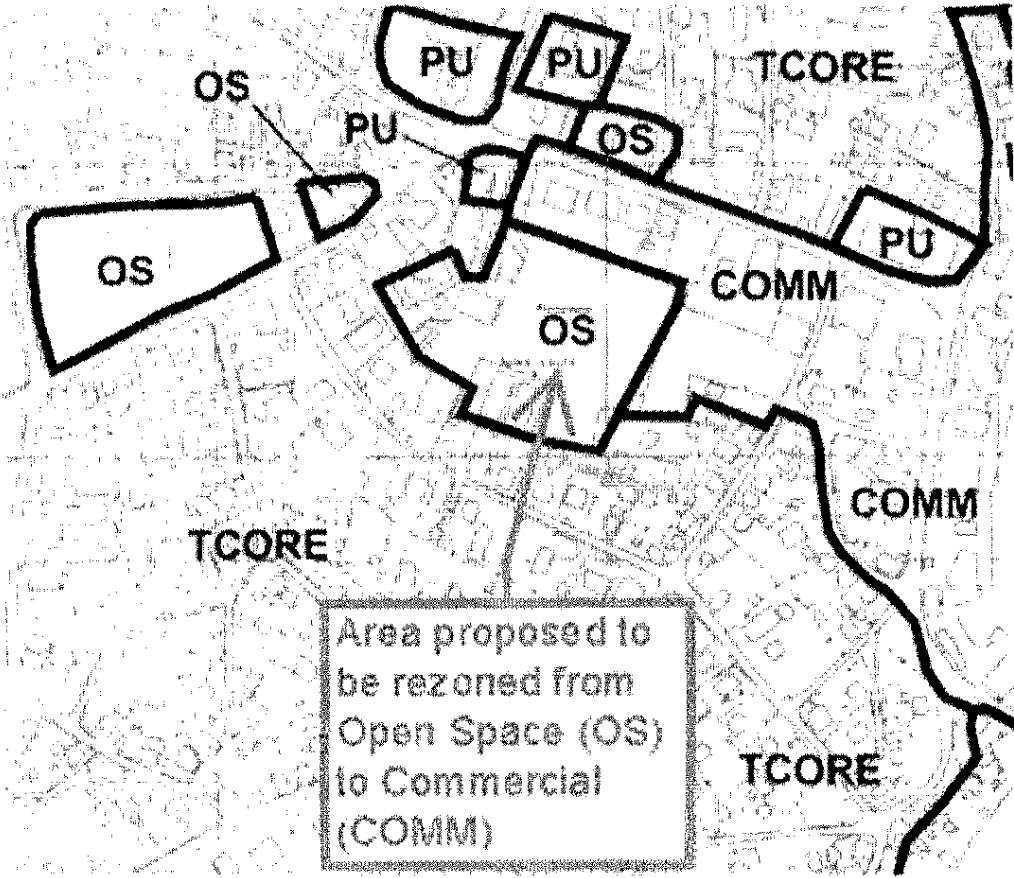 PU
PU
TCORE
OS
PU
OS
OS
PU
COMM
OS
COMM
TCORE
Area proposed to
be rezoned from
Open Space (OS)
to Commercial
(COMM)
TCORE